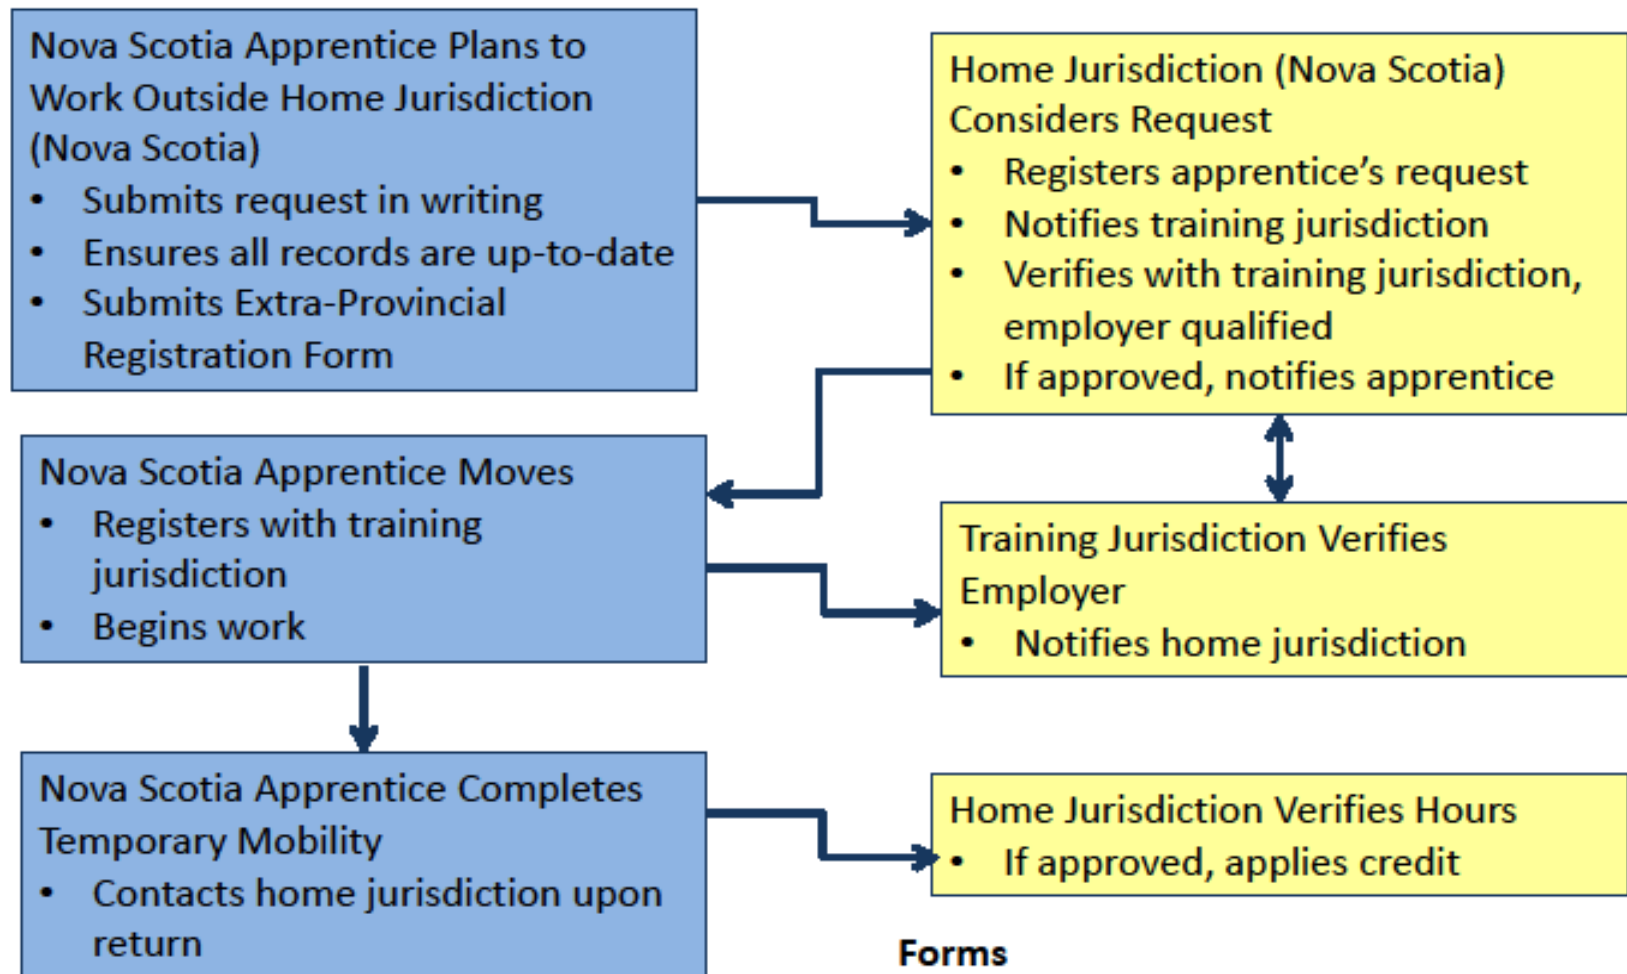 Nova Scotia Apprentice Plans to
Work Outside Home Jurisdiction
(Nova Scotia)
• Submits request in writing
• Ensures all records are up-to-date
• Submits Extra-Provincial
Registration Form
Home Jurisdiction (Nova Scotia)
Considers Request
• Registers apprentice’s request
• Notifies training jurisdiction
• Verifies with training jurisdiction,
employer qualified
• If approved, notifies apprentice
Nova Scotia Apprentice Moves
• Registers with training
jurisdiction
• Begins work
Training Jurisdiction Verifies
Employer
• Notifies home jurisdiction
Nova Scotia Apprentice Completes
Temporary Mobility
• Contacts home jurisdiction upon
return
Home Jurisdiction Verifies Hours
• If approved, applies credit
Forms